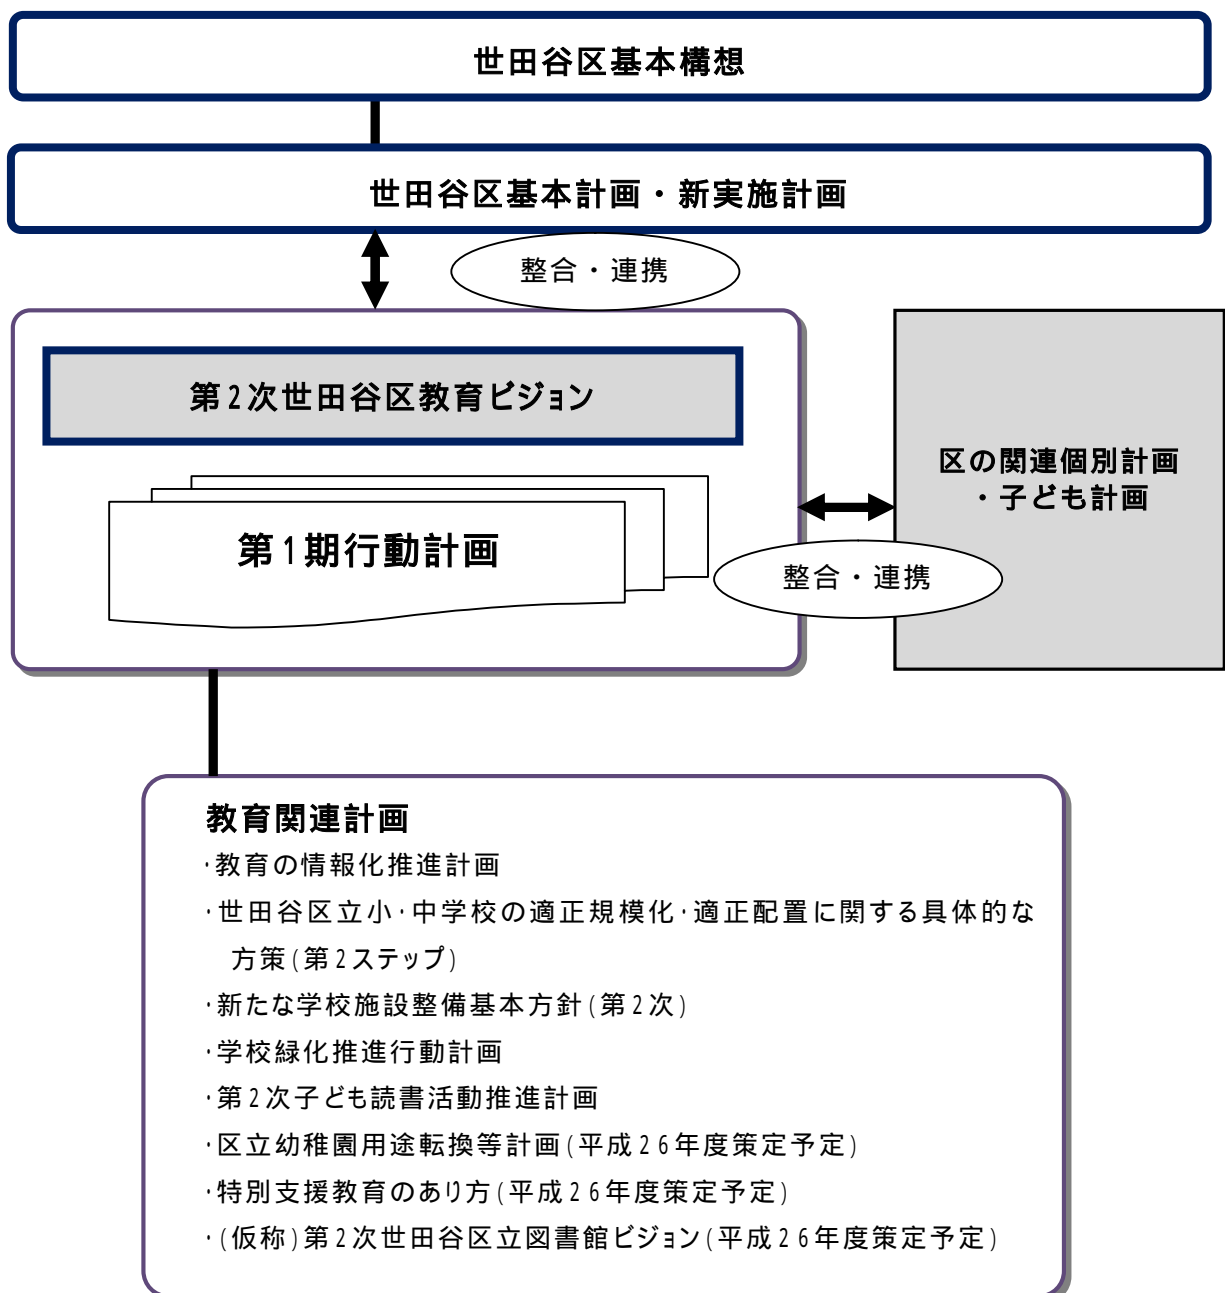 世田谷区基本構想
世田谷区基本計画・新実施計画
整合・連携
第2次世田谷区教育ビジョン
第1期行動計画
区の関連個別計画
・子ども計画
整合・連携
教育関連計画
・教育の情報化推進計画
・世田谷区立小・中学校の適正規模化・適正配置に関する具体的な
方策(第2ステップ)
・新たな学校施設整備基本方針(第2次)
・学校緑化推進行動計画
・第2次子ども読書活動推進計画
・区立幼稚園用途転換等計画(平成26年度策定予定)
・特別支援教育のあり方(平成26年度策定予定)
・(仮称)第2次世田谷区立図書館ビジョン(平成26年度策定予定)